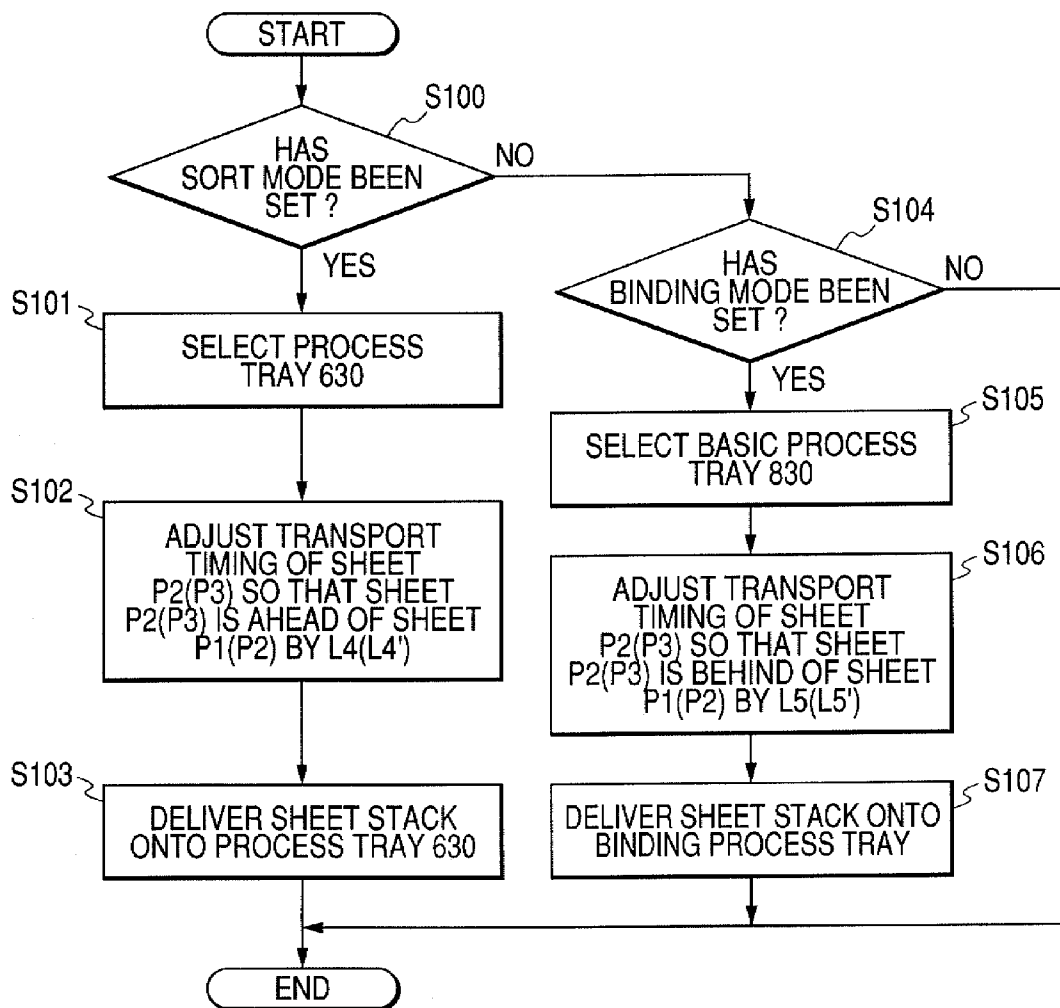 START
S100
HAS
SORT MODE BEEN
SET ?
NO
YES
S104
HAS
BINDING MODE BEEN
SET ?
NO
YES
S101
SELECT PROCESS
TRAY 630
S105
SELECT BASIC PROCESS
TRAY 830
S102
ADJUST TRANSPORT
TIMING OF SHEET
P2(P3) SO THAT SHEET
P2(P3) IS AHEAD OF SHEET
P1(P2) BY L4(L4')
S106
ADJUST TRANSPORT
TIMING OF SHEET
P2(P3) SO THAT SHEET
P2(P3) IS BEHIND OF SHEET
P1(P2) BY L5(L5')
S103
DELIVER SHEET STACK
ONTO PROCESS TRAY 630
S107
DELIVER SHEET STACK ONTO
BINDING PROCESS TRAY
END